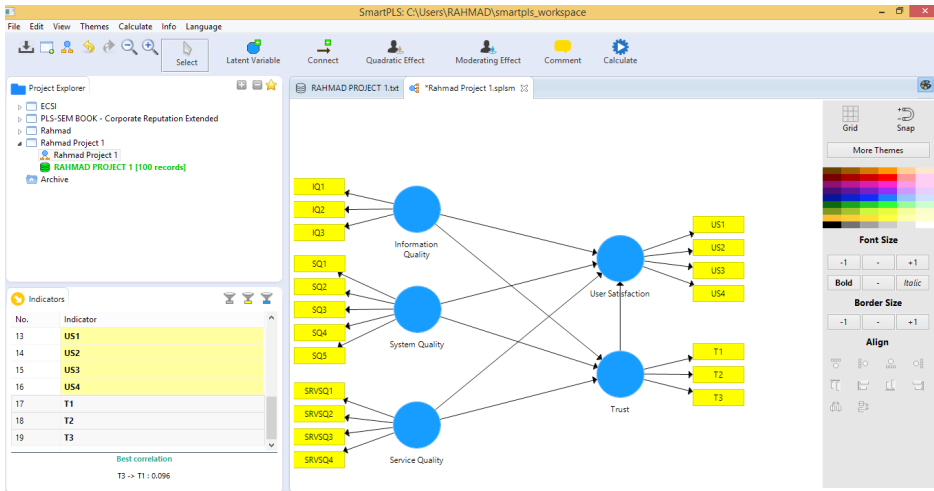 SmartPLS: C:\Users\RAHMAD\smartpls_workspace
File Edit View Themes Calculate Info Language
Select
Latent Variable
Connect
Quadratic Effect
Moderating Effect
Comment
Calculate
Project Explorer
ECSI
PLS-SEM BOOK - Corporate Reputation Extended
Rahmad
Rahmad Project 1
Rahmad Project 1
RAHMAD PROJECT 1 [100 records]
Archive
Indicators
No. Indicator
13 US1
14 US2
15 US3
16 US4
17 T1
18 T2
19 T3
Best correlation
T3 -> T1 : 0.096
RAHMAD PROJECT 1.txt
*Rahmad Project 1.splsm
IQ1
IQ2
IQ3
Information
Quality
SQ1
SQ2
SQ3
SQ4
SQ5
System Quality
SRVSQ1
SRVSQ2
SRVSQ3
SRVSQ4
Service Quality
US1
US2
US3
US4
User Satisfaction
T1
T2
T3
Trust
Grid
Snap
More Themes
Font Size
-1 - +1
Bold - Italic
Border Size
-1 - +1
Align